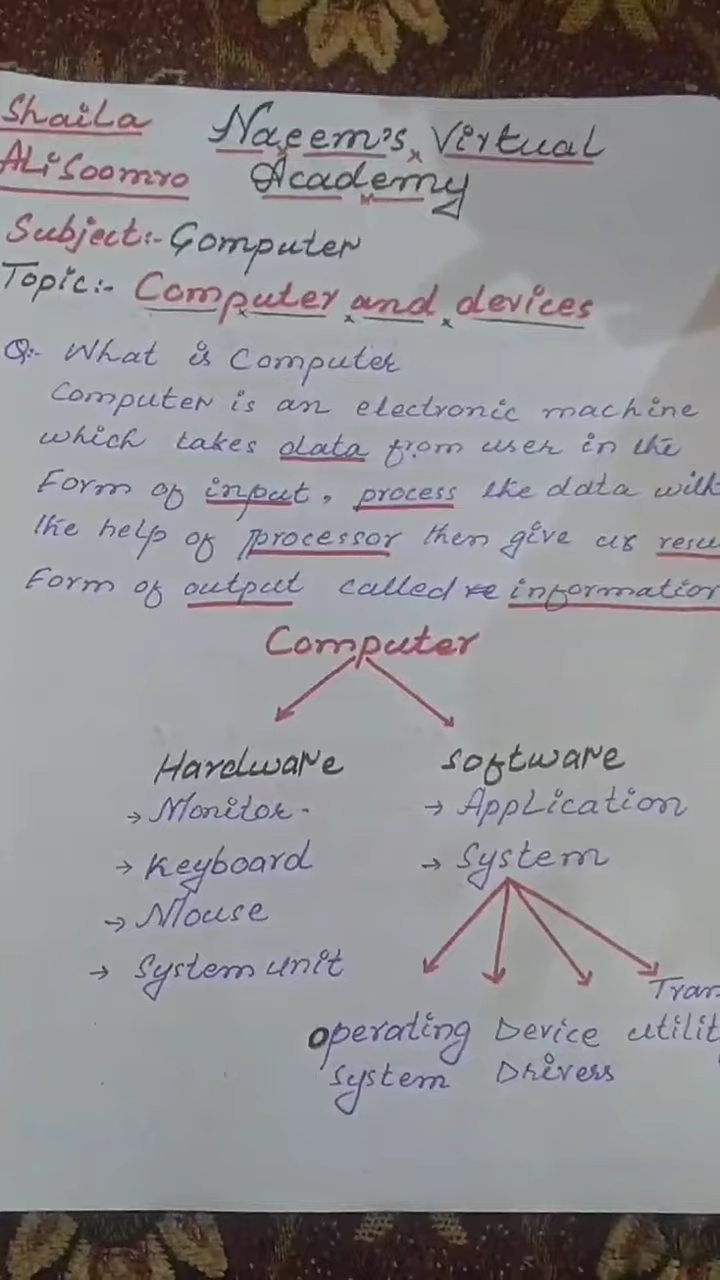 Shaila Naeem's Virtual
Ali Soomro Academy
Subject:- Computer
Topic:- Computer and devices
Q:- What is Computer
Computer is an electronic machine
which takes data from user in the
Form of input, process the data with
the help of processor then give us resu
Form of output called information
Computer
Hardware Software
→ Monitor → Application
→ Keyboard → System
→ Mouse
→ System unit
Tran
Operating Device utilit
System Drivers